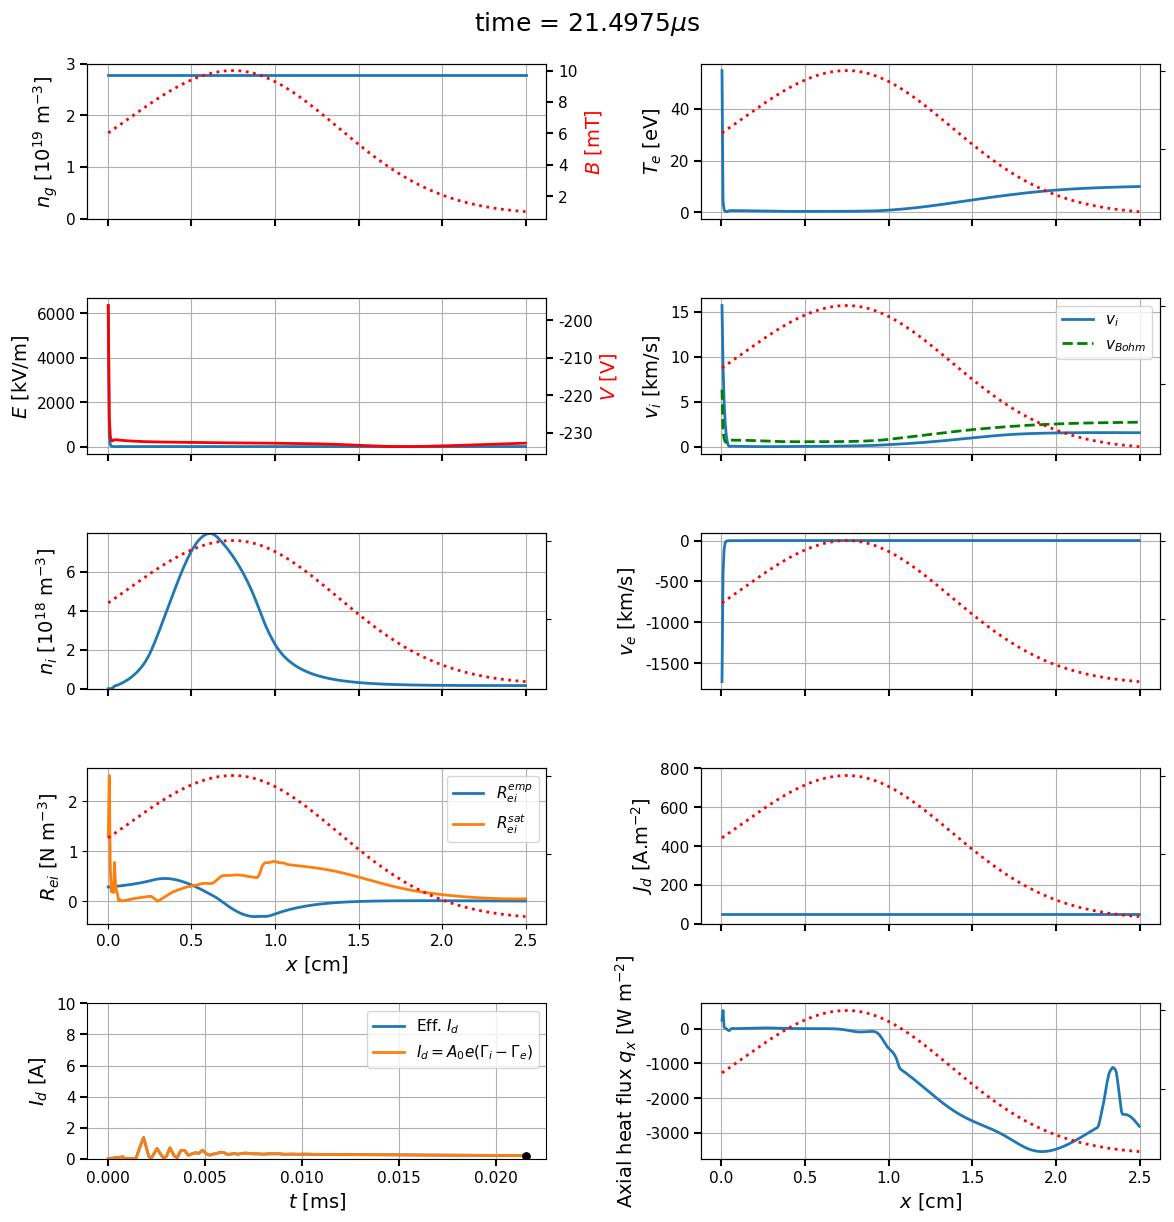 time = 21.4975μs
3
2
1
0
n_g [10^19 m^-3]
10
8
6
4
2
B [mT]
40
20
0
T_e [eV]
6000
4000
2000
0
E [kV/m]
-200
-210
-220
-230
V [V]
15
10
5
0
v_i [km/s]
v_i
v_Bohm
6
4
2
0
n_i [10^18 m^-3]
0
-500
-1000
-1500
v_e [km/s]
2
1
0
R_ei [N m^-3]
R_ei^emp
R_ei^sat
0.0 0.5 1.0 1.5 2.0 2.5
x [cm]
800
600
400
200
0
J_d [A.m^-2]
10
8
6
4
2
0
I_d [A]
Eff. I_d
I_d = A_0e(Γ_i − Γ_e)
0.000 0.005 0.010 0.015 0.020
t [ms]
0
-1000
-2000
-3000
Axial heat flux q_x [W m^-2]
0.0 0.5 1.0 1.5 2.0 2.5
x [cm]